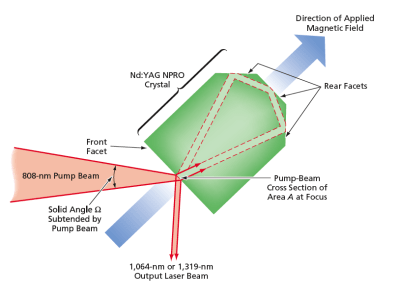 Direction of Applied
Magnetic Field
Nd:YAG NPRO
Crystal
Rear Facets
Front
Facet
808-nm Pump Beam
Pump-Beam
Cross Section of
Area A at Focus
Solid Angle Ω
Subtended by
Pump Beam
1,064-nm or 1,319-nm
Output Laser Beam